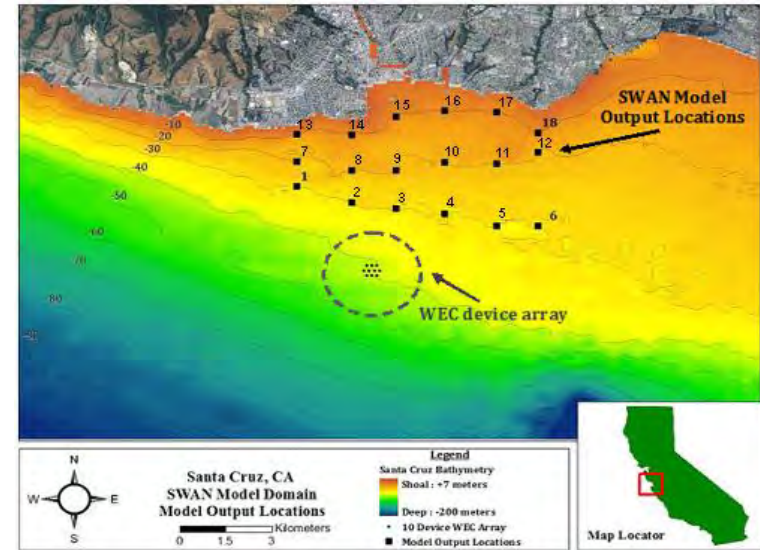 15
16
17
18
13
14
12
SWAN Model
Output Locations
-10
-20
-30
-40
-50
-60
70
80
7
8
9
10
11
1
2
3
4
5
6
WEC device array
N
W E
S
Santa Cruz, CA
SWAN Model Domain
Model Output Locations
Kilometers
0 1.5 3
3
Legend
Santa Cruz Bathymetry
Shoal : +7 meters
Deep : -200 meters
10 Device WEC Array
Model Output Locations
Map Locator